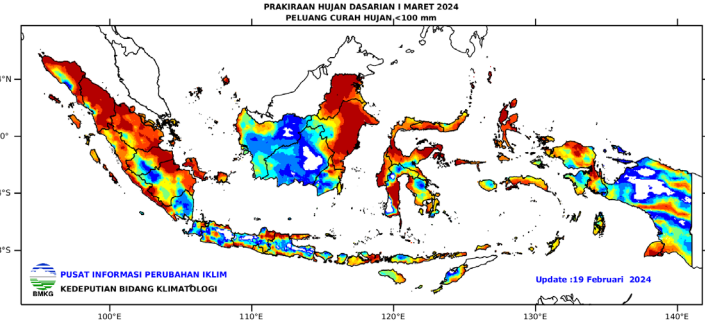 PRAKIRAAN HUJAN DASARIAN I MARET 2024
PELUANG CURAH HUJAN <100 mm
°N
0°
°S
°S
PUSAT INFORMASI PERUBAHAN IKLIM
KEDEPUTIAN BIDANG KLIMATOLOGI
BMKG
Update :19 Februari 2024
100°E 110°E 120°E 130°E 140°E